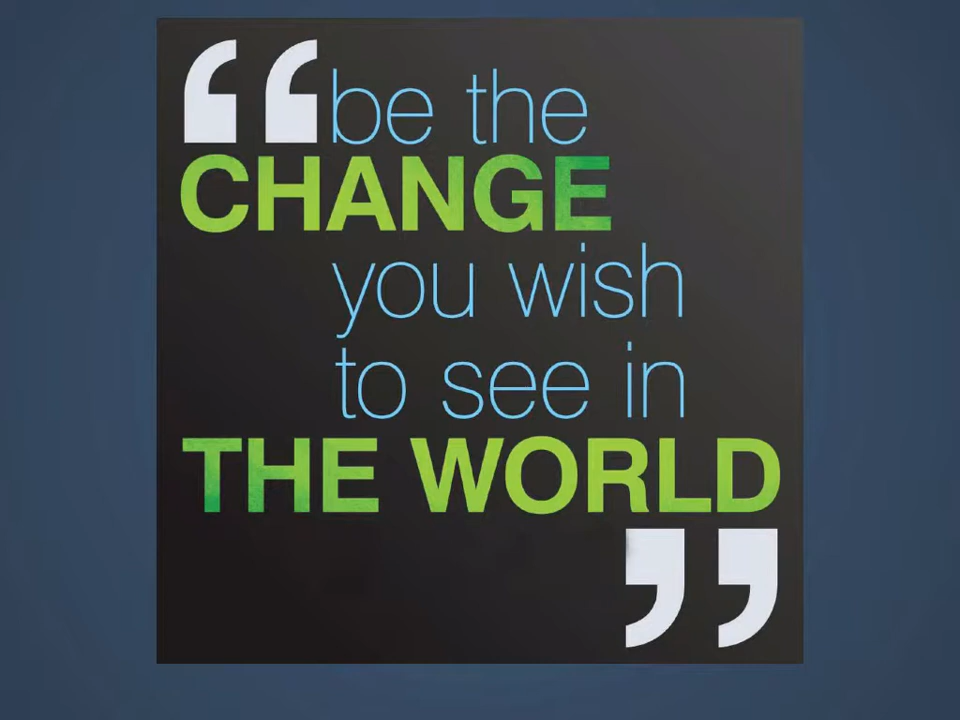 “be the
CHANGE
you wish
to see in
THE WORLD
”